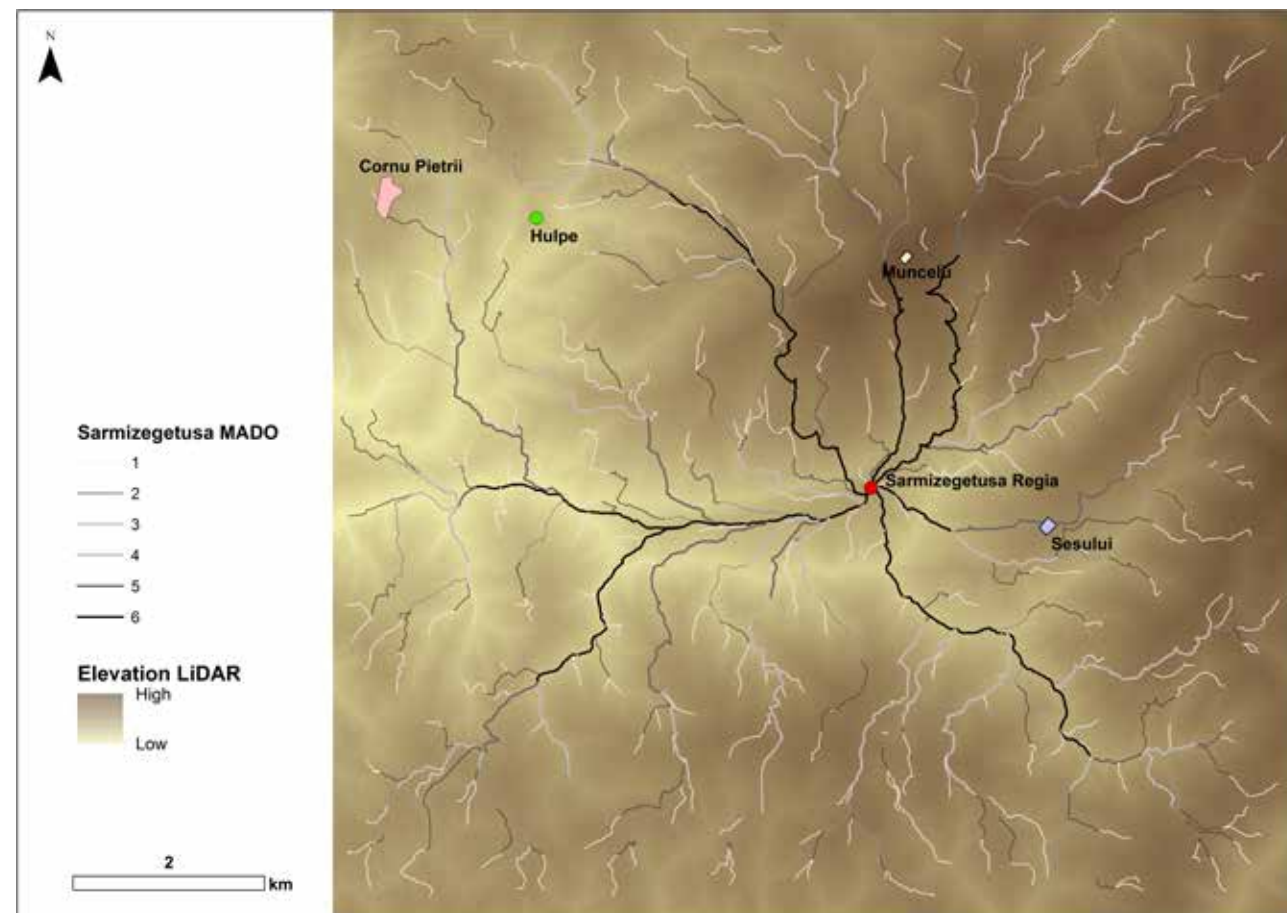 N
Cornu Pietrii
Hulpe
Muncelu
Sarmizegetusa MADO
1
2
3
4
5
6
Sarmizegetusa Regia
Sesului
Elevation LiDAR
High
Low
2
km